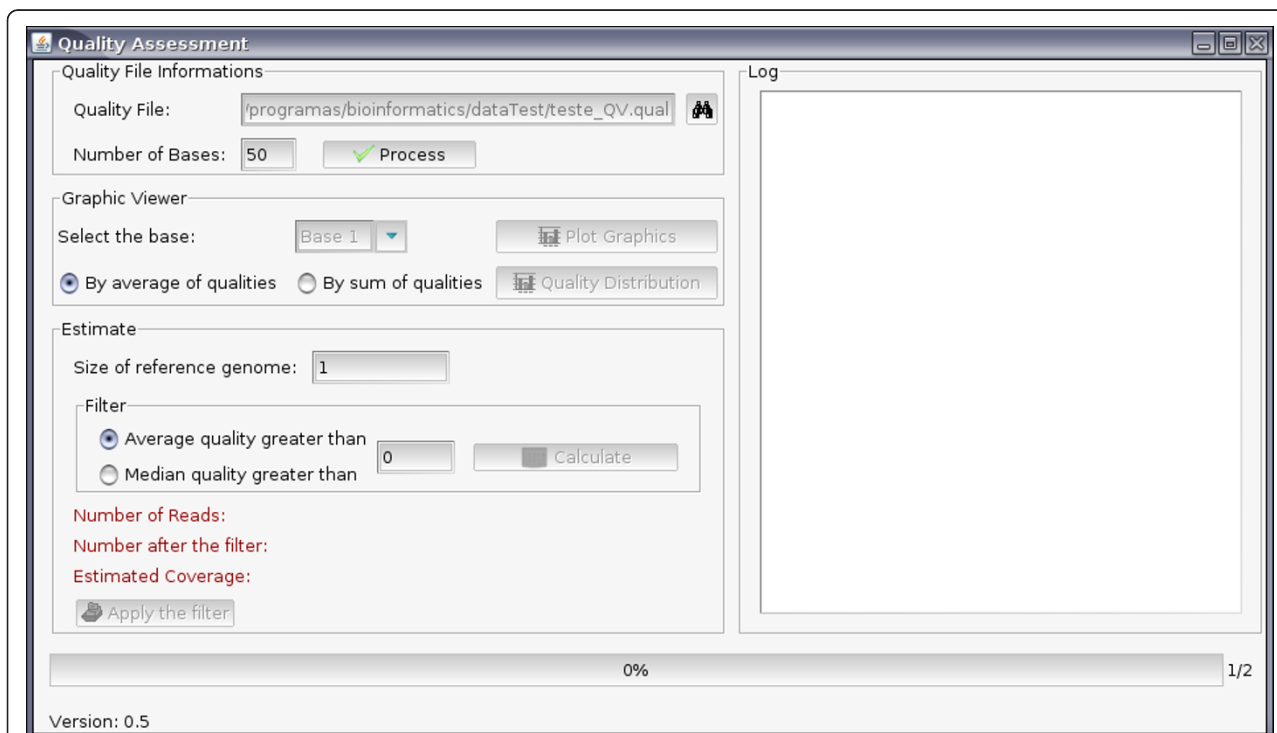 Quality Assessment
Quality File Informations
Quality File: /programas/bioinformatics/dataTest/teste_QV.qual
Number of Bases: 50 Process
Graphic Viewer
Select the base: Base 1 Plot Graphics
By average of qualities By sum of qualities Quality Distribution
Estimate
Size of reference genome: 1
Filter
Average quality greater than
0 Calculate
Median quality greater than
Number of Reads:
Number after the filter:
Estimated Coverage:
Apply the filter
Log
0% 1/2
Version: 0.5